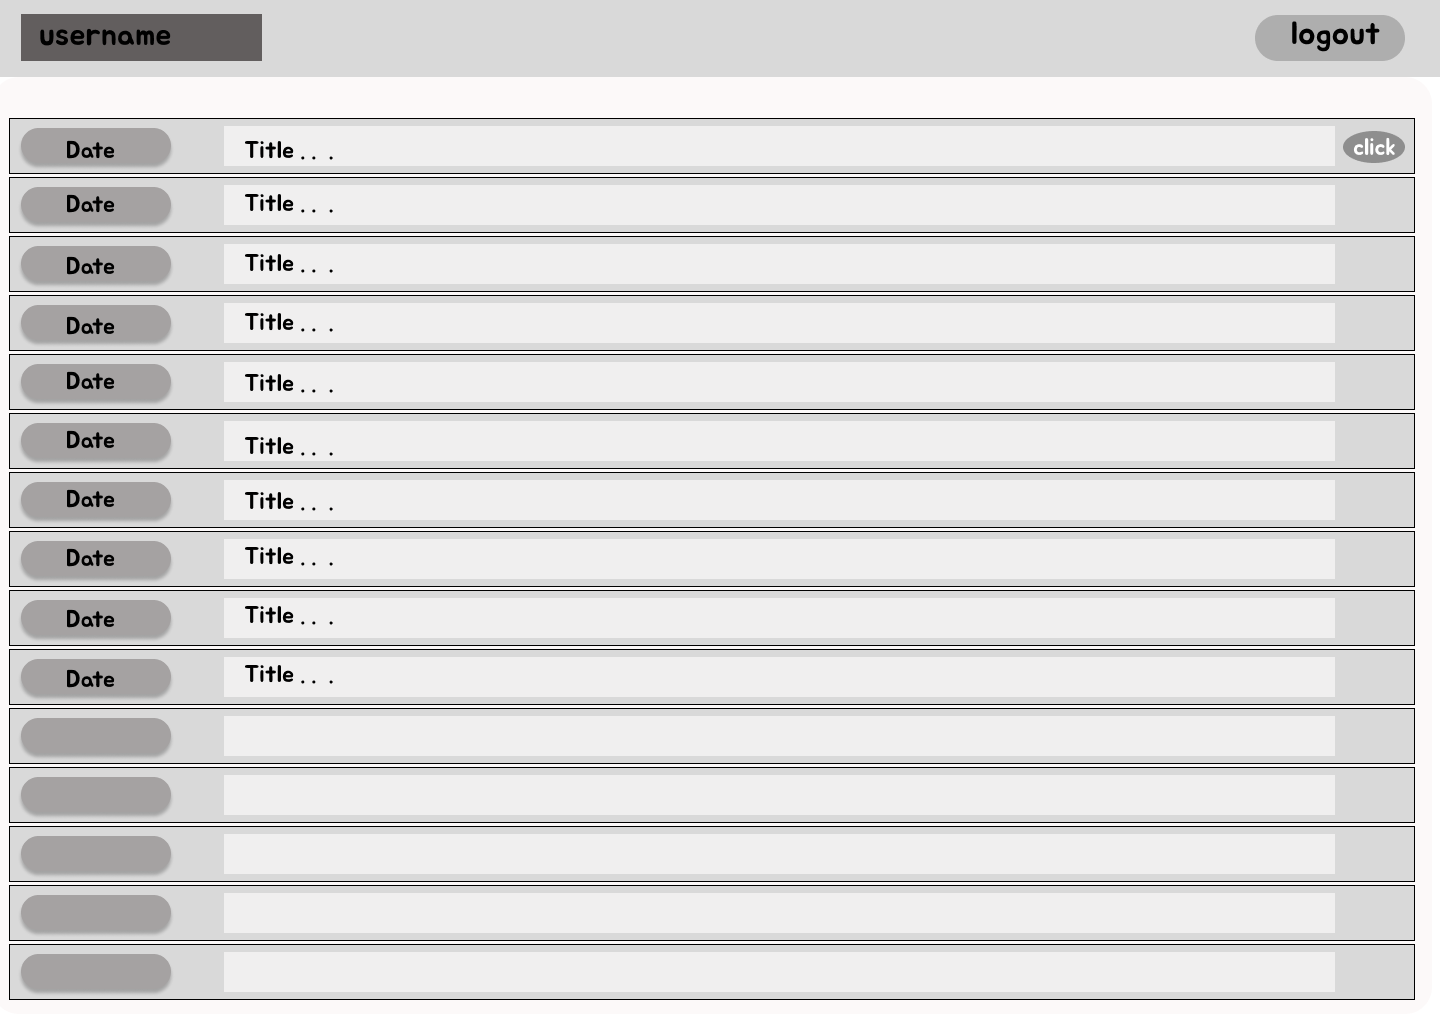 username
logout
Date Title . . .  click
Date Title . . .
Date Title . . .
Date Title . . .
Date Title . . .
Date Title . . .
Date Title . . .
Date Title . . .
Date Title . . .
Date Title . . .